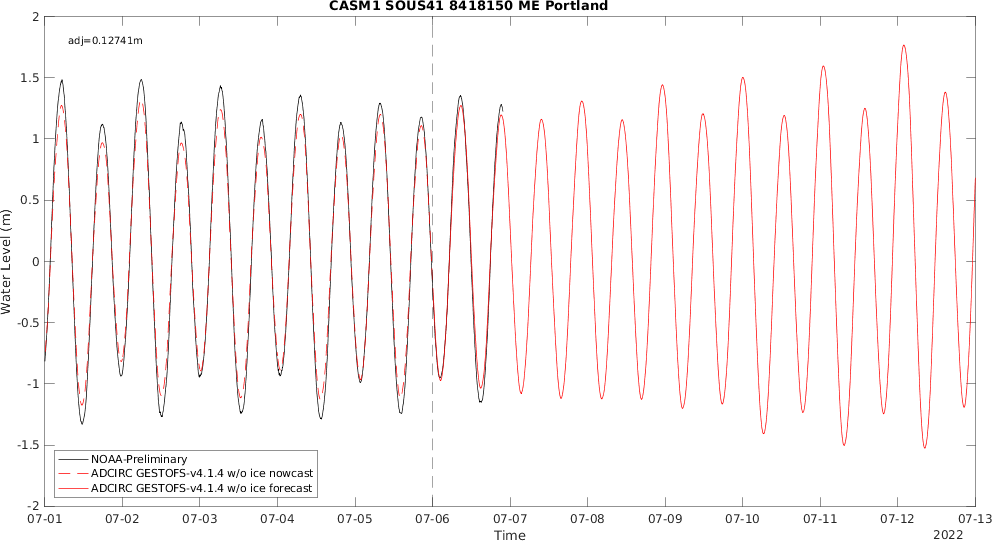 CASM1 SOUS41 8418150 ME Portland
adj=0.12741m
2
1.5
1
0.5
0
-0.5
-1
-1.5
-2
Water Level (m)
NOAA-Preliminary
ADCIRC GESTOFS-v4.1.4 w/o ice nowcast
ADCIRC GESTOFS-v4.1.4 w/o ice forecast
07-01 07-02 07-03 07-04 07-05 07-06 07-07 07-08 07-09 07-10 07-11 07-12 07-13
Time
2022